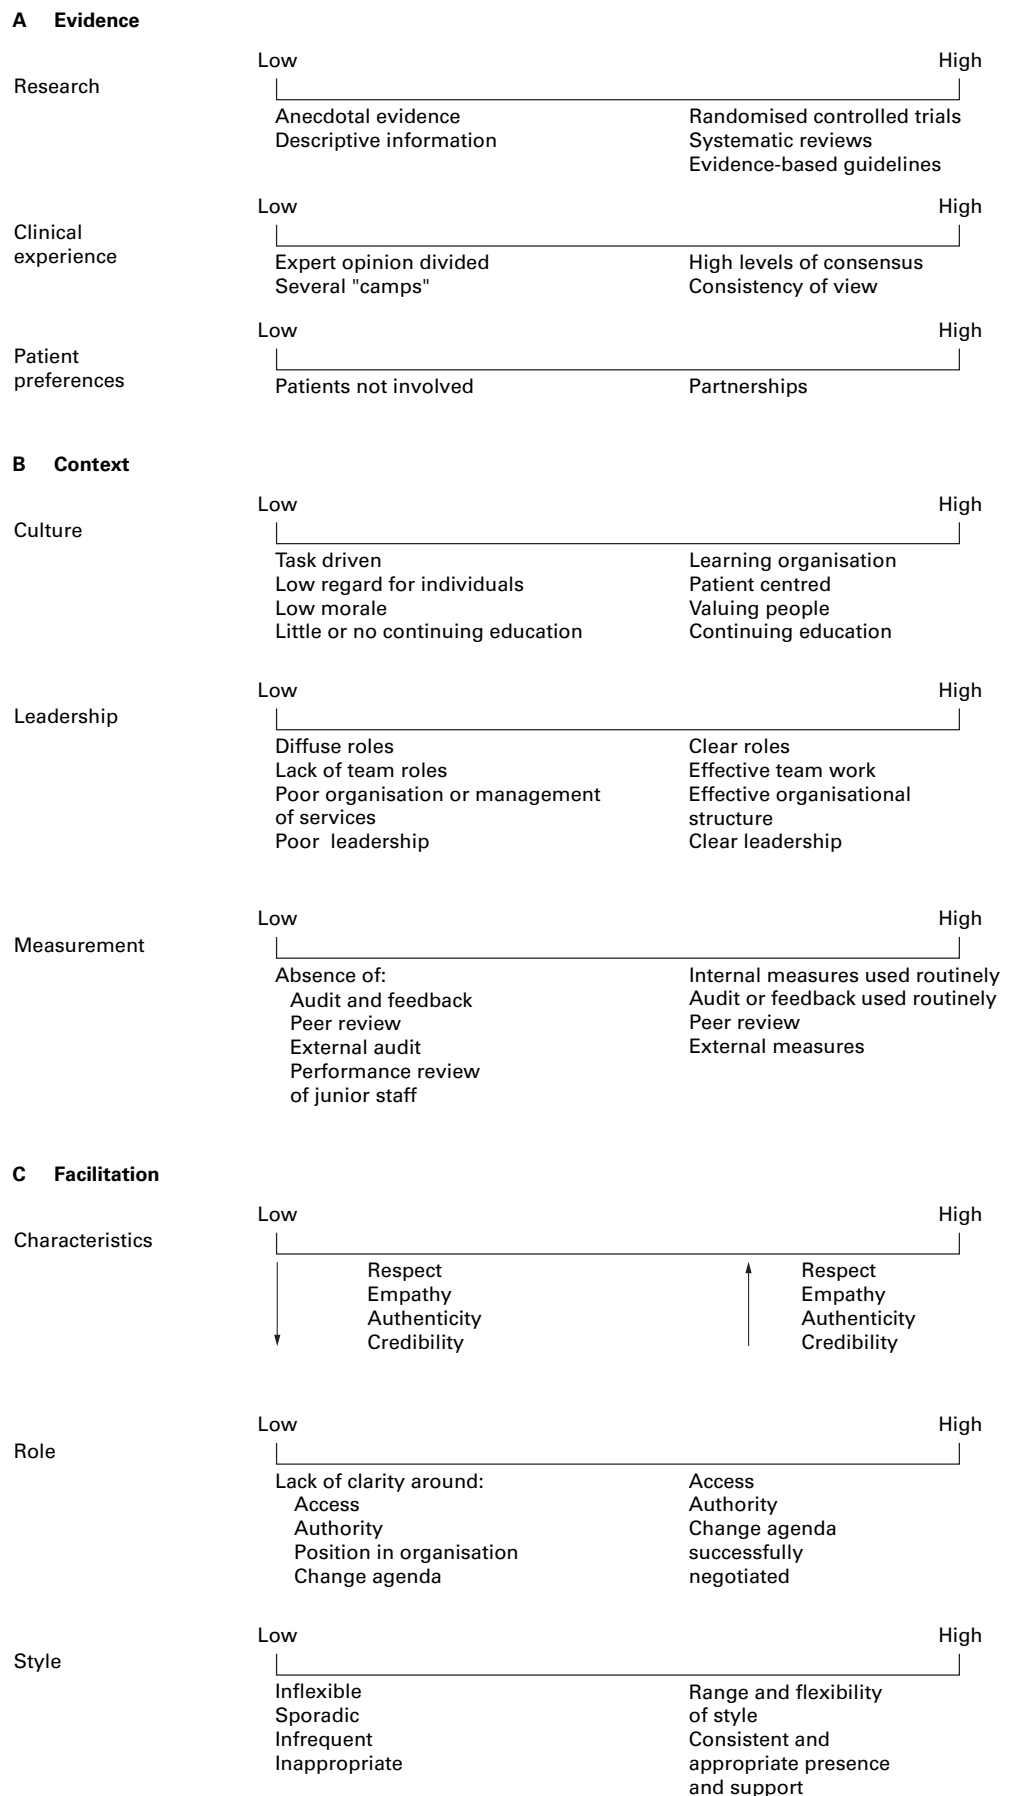 A Evidence
Low High
Research
Anecdotal evidence Randomised controlled trials
Descriptive information Systematic reviews
Evidence-based guidelines
Low High
Clinical
experience
Expert opinion divided High levels of consensus
Several "camps" Consistency of view
Low High
Patient
preferences
Patients not involved Partnerships
B Context
Low High
Culture
Task driven Learning organisation
Low regard for individuals Patient centred
Low morale Valuing people
Little or no continuing education Continuing education
Low High
Leadership
Diffuse roles Clear roles
Lack of team roles Effective team work
Poor organisation or management Effective organisational
of services structure
Poor leadership Clear leadership
Low High
Measurement
Absence of: Internal measures used routinely
Audit and feedback Audit or feedback used routinely
Peer review Peer review
External audit External measures
Performance review
of junior staff
C Facilitation
Low High
Characteristics
Respect Respect
Empathy Empathy
Authenticity Authenticity
Credibility Credibility
Low High
Role
Lack of clarity around: Access
Access Authority
Authority Change agenda
Position in organisation successfully
Change agenda negotiated
Low High
Style
Inflexible Range and flexibility
Sporadic of style
Infrequent Consistent and
Inappropriate appropriate presence
and support